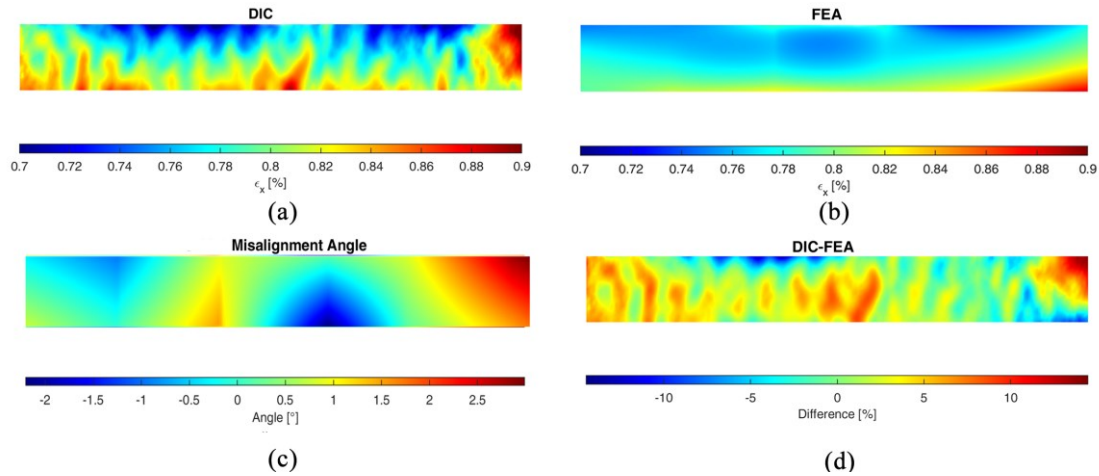 DIC
0.7 0.72 0.74 0.76 0.78 0.8 0.82 0.84 0.86 0.88 0.9
ϵx [%]
(a)
FEA
0.7 0.72 0.74 0.76 0.78 0.8 0.82 0.84 0.86 0.88 0.9
ϵx [%]
(b)
Misalignment Angle
-2 -1.5 -1 -0.5 0 0.5 1 1.5 2 2.5
Angle [°]
(c)
DIC-FEA
-10 -5 0 5 10
Difference [%]
(d)